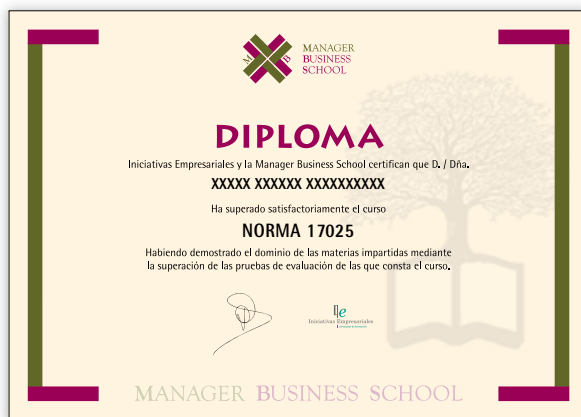 M B
MANAGER
BUSINESS
SCHOOL
DIPLOMA
Iniciativas Empresariales y la Manager Business School certifican que D. / Dña.
XXXXX XXXXXX XXXXXXXXXX
Ha superado satisfactoriamente el curso
NORMA 17025
Habiendo demostrado el dominio de las materias impartidas mediante
la superación de las pruebas de evaluación de las que consta el curso.
Ie
Iniciativas Empresariales
MANAGER BUSINESS SCHOOL